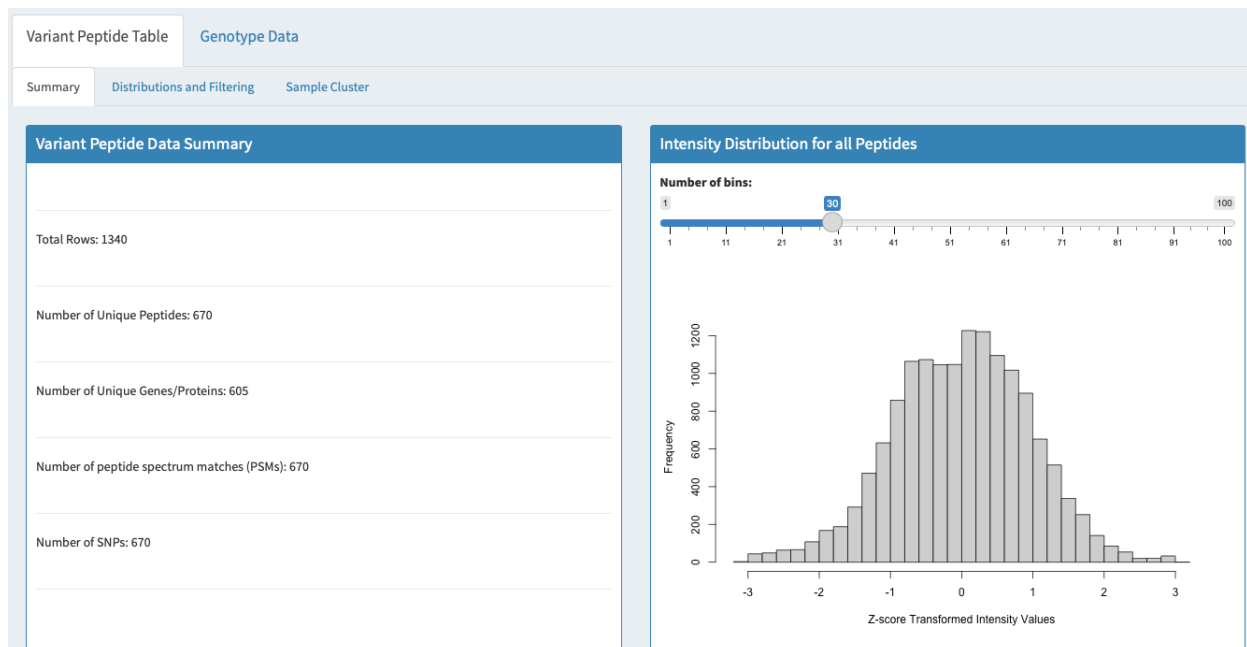 Variant Peptide Table
Genotype Data
Summary
Distributions and Filtering
Sample Cluster
Variant Peptide Data Summary
Total Rows: 1340
Number of Unique Peptides: 670
Number of Unique Genes/Proteins: 605
Number of peptide spectrum matches (PSMs): 670
Number of SNPs: 670
Intensity Distribution for all Peptides
Number of bins:
1 30 100
1 11 21 31 41 51 61 71 81 91 100
Frequency
1200
1000
800
600
400
200
0
-3 -2 -1 0 1 2 3
Z-score Transformed Intensity Values